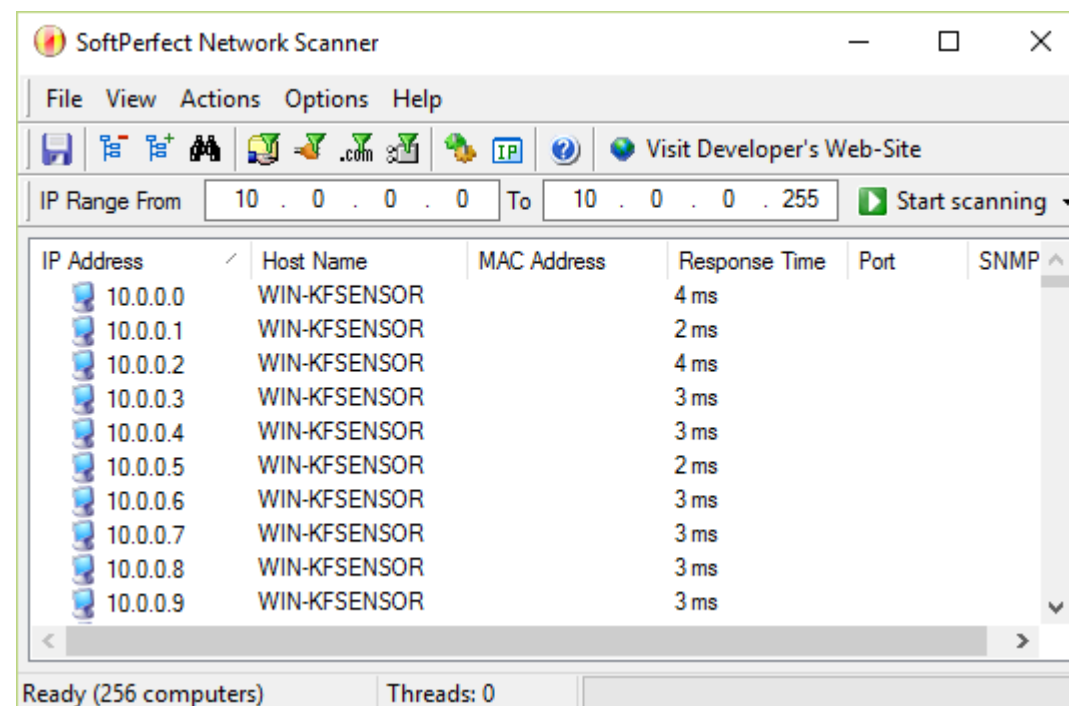 SoftPerfect Network Scanner
File View Actions Options Help
.com IP ? Visit Developer's Web-Site
IP Range From 10 . 0 . 0 . 0 To 10 . 0 . 0 . 255 Start scanning
IP Address Host Name MAC Address Response Time Port SNMP
10.0.0.0 WIN-KFSENSOR 4 ms
10.0.0.1 WIN-KFSENSOR 2 ms
10.0.0.2 WIN-KFSENSOR 4 ms
10.0.0.3 WIN-KFSENSOR 3 ms
10.0.0.4 WIN-KFSENSOR 3 ms
10.0.0.5 WIN-KFSENSOR 2 ms
10.0.0.6 WIN-KFSENSOR 3 ms
10.0.0.7 WIN-KFSENSOR 3 ms
10.0.0.8 WIN-KFSENSOR 3 ms
10.0.0.9 WIN-KFSENSOR 3 ms
Ready (256 computers) Threads: 0